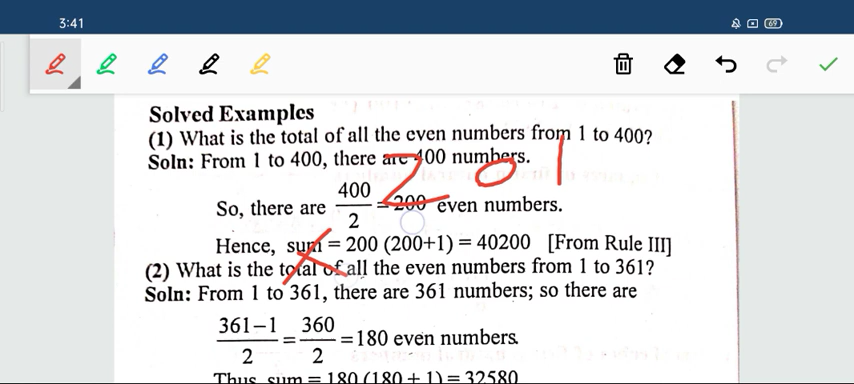 3:41
69
Solved Examples
(1) What is the total of all the even numbers from 1 to 400?
Soln: From 1 to 400, there are 400 numbers.
2 0 1
So, there are 400/2 = 200 even numbers.
Hence, sum = 200 (200+1) = 40200 [From Rule III]
X
(2) What is the total of all the even numbers from 1 to 361?
Soln: From 1 to 361, there are 361 numbers; so there are
361−1/2 = 360/2 = 180 even numbers.
Thus, sum = 180 (180 + 1) = 32580